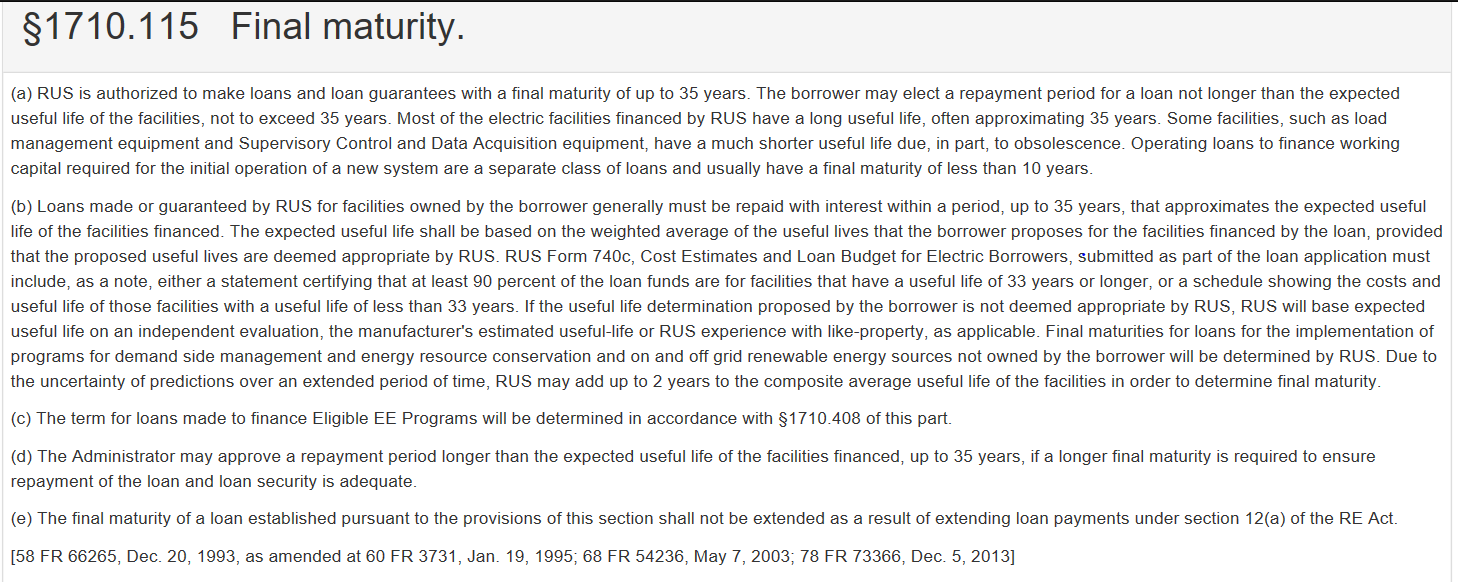 §1710.115 Final maturity.
(a) RUS is authorized to make loans and loan guarantees with a final maturity of up to 35 years. The borrower may elect a repayment period for a loan not longer than the expected
useful life of the facilities, not to exceed 35 years. Most of the electric facilities financed by RUS have a long useful life, often approximating 35 years. Some facilities, such as load
management equipment and Supervisory Control and Data Acquisition equipment, have a much shorter useful life due, in part, to obsolescence. Operating loans to finance working
capital required for the initial operation of a new system are a separate class of loans and usually have a final maturity of less than 10 years.
(b) Loans made or guaranteed by RUS for facilities owned by the borrower generally must be repaid with interest within a period, up to 35 years, that approximates the expected useful
life of the facilities financed. The expected useful life shall be based on the weighted average of the useful lives that the borrower proposes for the facilities financed by the loan, provided
that the proposed useful lives are deemed appropriate by RUS. RUS Form 740c, Cost Estimates and Loan Budget for Electric Borrowers, submitted as part of the loan application must
include, as a note, either a statement certifying that at least 90 percent of the loan funds are for facilities that have a useful life of 33 years or longer, or a schedule showing the costs and
useful life of those facilities with a useful life of less than 33 years. If the useful life determination proposed by the borrower is not deemed appropriate by RUS, RUS will base expected
useful life on an independent evaluation, the manufacturer's estimated useful-life or RUS experience with like-property, as applicable. Final maturities for loans for the implementation of
programs for demand side management and energy resource conservation and on and off grid renewable energy sources not owned by the borrower will be determined by RUS. Due to
the uncertainty of predictions over an extended period of time, RUS may add up to 2 years to the composite average useful life of the facilities in order to determine final maturity.
(c) The term for loans made to finance Eligible EE Programs will be determined in accordance with §1710.408 of this part.
(d) The Administrator may approve a repayment period longer than the expected useful life of the facilities financed, up to 35 years, if a longer final maturity is required to ensure
repayment of the loan and loan security is adequate.
(e) The final maturity of a loan established pursuant to the provisions of this section shall not be extended as a result of extending loan payments under section 12(a) of the RE Act.
[58 FR 66265, Dec. 20, 1993, as amended at 60 FR 3731, Jan. 19, 1995; 68 FR 54236, May 7, 2003; 78 FR 73366, Dec. 5, 2013]